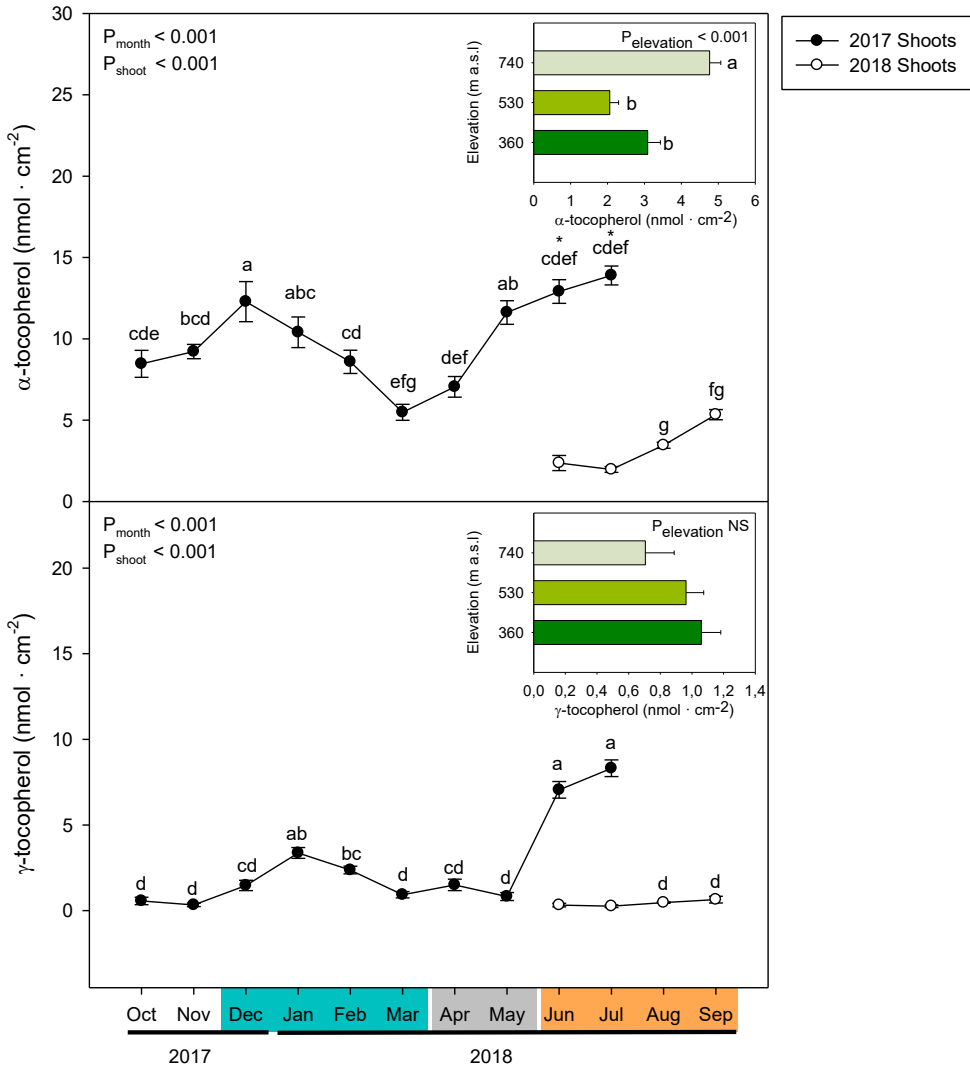 2017 Shoots
2018 Shoots
α-tocopherol (nmol · cm⁻²)
30
25
20
15
10
5
0
P_month < 0.001
P_shoot < 0.001
P_elevation < 0.001
Elevation (m a.s.l)
740
530
360
a
b
b
0 1 2 3 4 5 6
α-tocopherol (nmol · cm-2)
* *
cde bcd a abc cd efg def ab cdef cdef
g fg
γ-tocopherol (nmol · cm⁻²)
20
15
10
5
0
P_month < 0.001
P_shoot < 0.001
P_elevation NS
Elevation (m a.s.l)
740
530
360
0,0 0,2 0,4 0,6 0,8 1,0 1,2 1,4
γ-tocopherol (nmol · cm-2)
d d cd ab bc d cd d a a
d d
Oct Nov Dec Jan Feb Mar Apr May Jun Jul Aug Sep
2017 2018